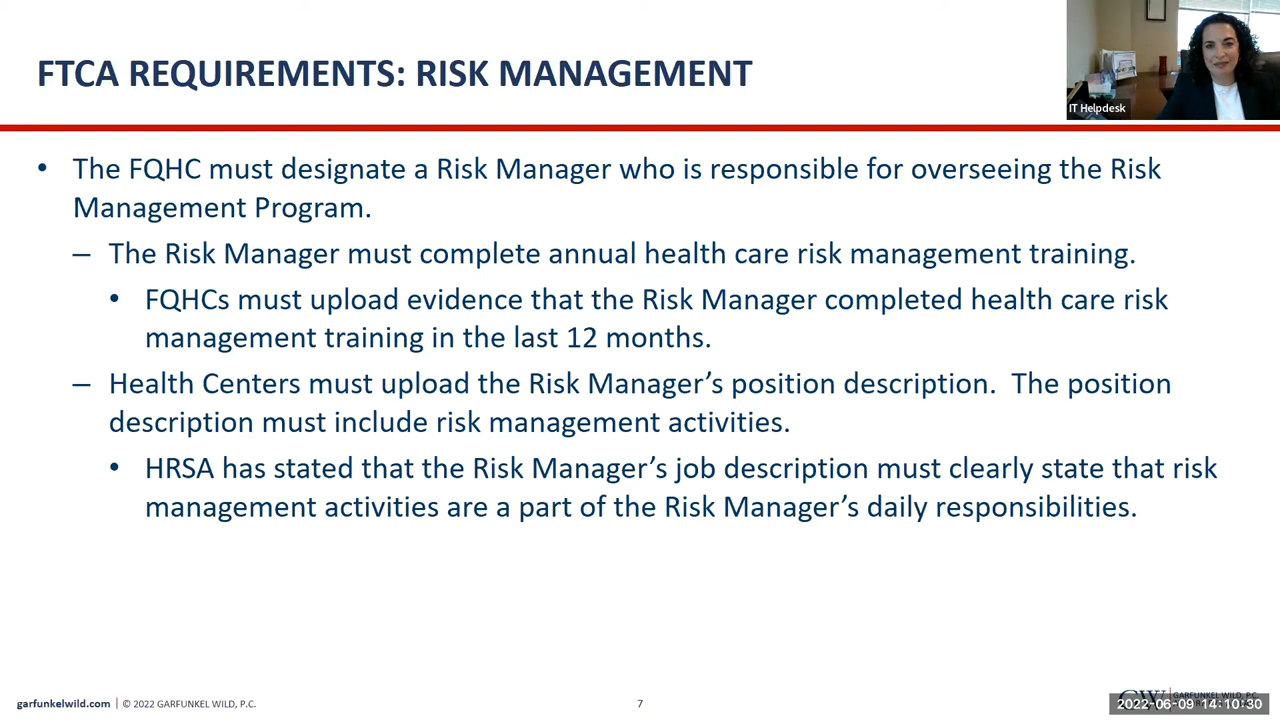 FTCA REQUIREMENTS: RISK MANAGEMENT
IT Helpdesk
• The FQHC must designate a Risk Manager who is responsible for overseeing the Risk
Management Program.
– The Risk Manager must complete annual health care risk management training.
• FQHCs must upload evidence that the Risk Manager completed health care risk
management training in the last 12 months.
– Health Centers must upload the Risk Manager’s position description.  The position
description must include risk management activities.
• HRSA has stated that the Risk Manager’s job description must clearly state that risk
management activities are a part of the Risk Manager’s daily responsibilities.
garfunkelwild.com | © 2022 GARFUNKEL WILD, P.C.
7
GW GARFUNKEL WILD, P.C.
2022-06-09 14:10:30